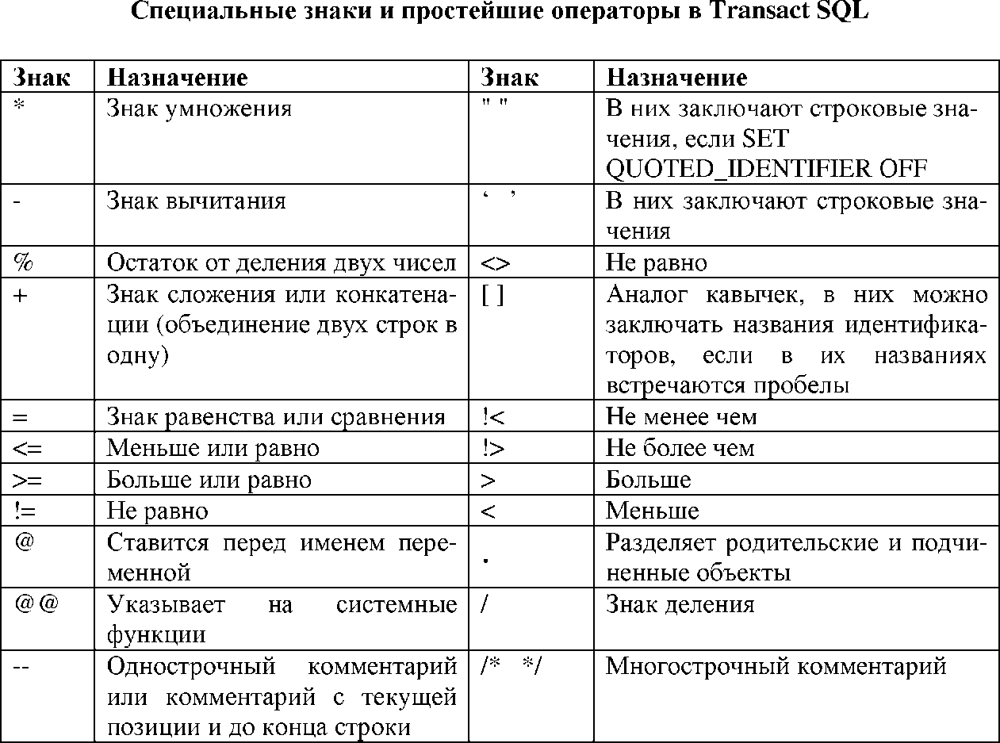 Специальные знаки и простейшие операторы в Transact SQL
Знак Назначение Знак Назначение
* Знак умножения " " В них заключают строковые зна-
чения, если SET
QUOTED_IDENTIFIER OFF
- Знак вычитания ‘ ’ В них заключают строковые зна-
чения
% Остаток от деления двух чисел <> Не равно
+ Знак сложения или конкатена-
ции (объединение двух строк в
одну)
[ ] Аналог кавычек, в них можно
заключать названия идентифика-
торов, если в их названиях
встречаются пробелы
= Знак равенства или сравнения !< Не менее чем
<= Меньше или равно !> Не более чем
>= Больше или равно > Больше
!= Не равно < Меньше
@ Ставится перед именем пере-
менной
. Разделяет родительские и подчи-
ненные объекты
@@ Указывает на системные
функции
/ Знак деления
-- Однострочный комментарий
или комментарий с текущей
позиции и до конца строки
/* */ Многострочный комментарий